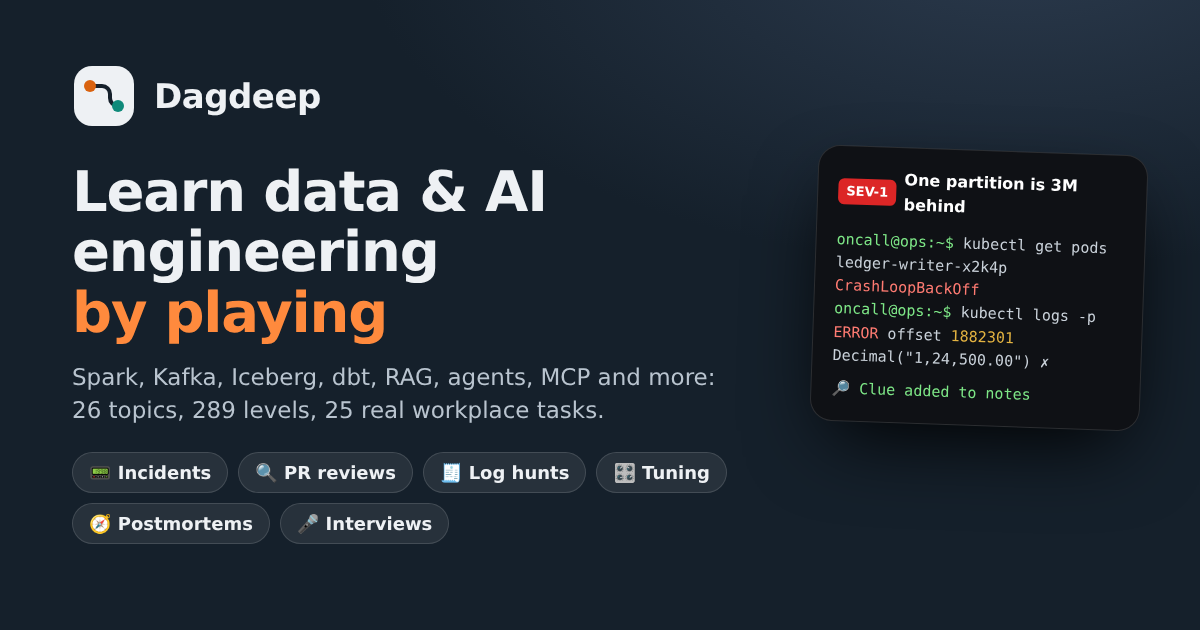 Dagdeep
Learn data & AI
engineering
by playing
Spark, Kafka, Iceberg, dbt, RAG, agents, MCP and more:
26 topics, 289 levels, 25 real workplace tasks.
📟 Incidents
🔍 PR reviews
🧾 Log hunts
🎛️ Tuning
🧭 Postmortems
🎤 Interviews
SEV-1
One partition is 3M
behind
oncall@ops:~$ kubectl get pods
ledger-writer-x2k4p
CrashLoopBackOff
oncall@ops:~$ kubectl logs -p
ERROR offset 1882301
Decimal("1,24,500.00") ✗
🔎 Clue added to notes